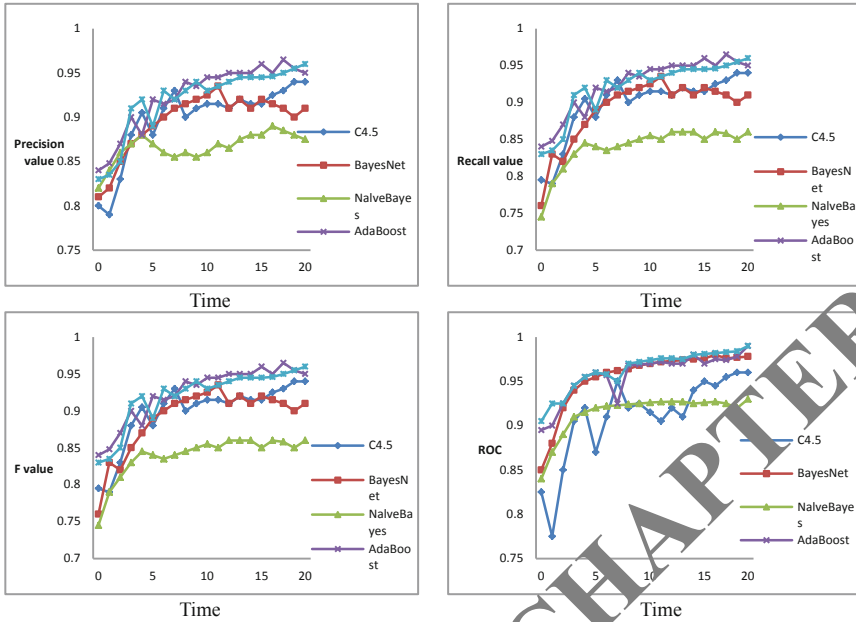 1
0.95
0.9
0.85
0.8
0.75
Precision
value
0 5 10 15 20
C4.5
BayesNet
NalveBaye
s
AdaBoost
Time
1
0.95
0.9
0.85
0.8
0.75
0.7
Recall value
0 5 10 15 20
C4.5
BayesN
et
NalveBa
yes
AdaBoo
st
Time
1
0.95
0.9
0.85
0.8
0.75
0.7
F value
0 5 10 15 20
C4.5
BayesN
et
NalveBa
yes
AdaBoo
st
Time
1
0.95
0.9
0.85
0.8
0.75
ROC
0 5 10 15 20
C4.5
BayesNet
NalveBaye
s
AdaBoost
Time
CHAPTER